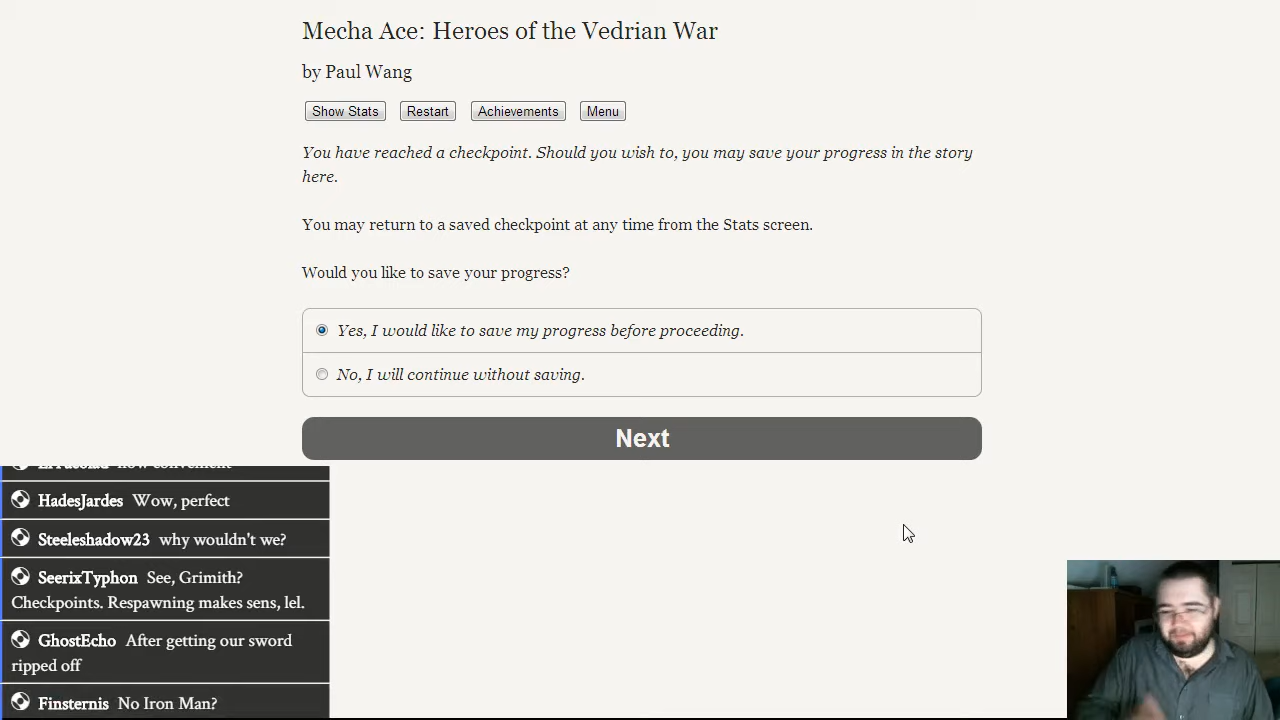 Mecha Ace: Heroes of the Vedrian War
by Paul Wang
Show Stats Restart Achievements Menu
You have reached a checkpoint. Should you wish to, you may save your progress in the story
here.
You may return to a saved checkpoint at any time from the Stats screen.
Would you like to save your progress?
Yes, I would like to save my progress before proceeding.
No, I will continue without saving.
Next
HadesJardes Wow, perfect
Steeleshadow23 why wouldn't we?
SeerixTyphon See, Grimith?
Checkpoints. Respawning makes sens, lel.
GhostEcho After getting our sword
ripped off
Finsternis No Iron Man?